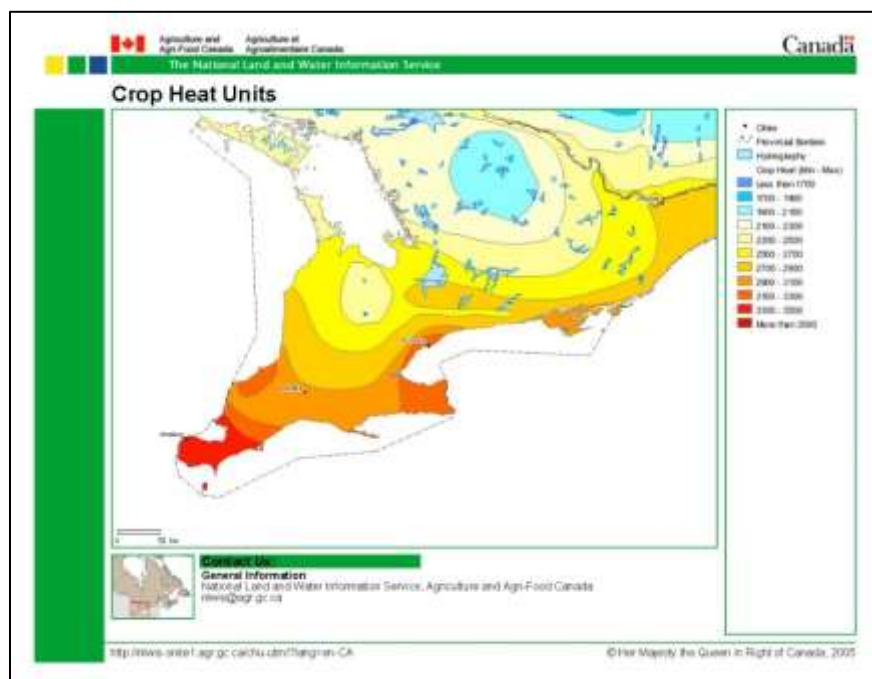 Agriculture and Agriculture et
Agri-Food Canada Agroalimentaire Canada
Canada
The National Land and Water Information Service
Crop Heat Units
Cities
Provincial Borders
Hydrography
Crop Heat (Min - Max)
Less than 1700
1700 - 1900
1900 - 2100
2100 - 2300
2300 - 2500
2500 - 2700
2700 - 2900
2900 - 3100
3100 - 3300
3300 - 3500
More than 3500
Contact Us:
General Information
National Land and Water Information Service, Agriculture and Agri-Food Canada
nlwis@agr.gc.ca
© Her Majesty the Queen in Right of Canada, 2005